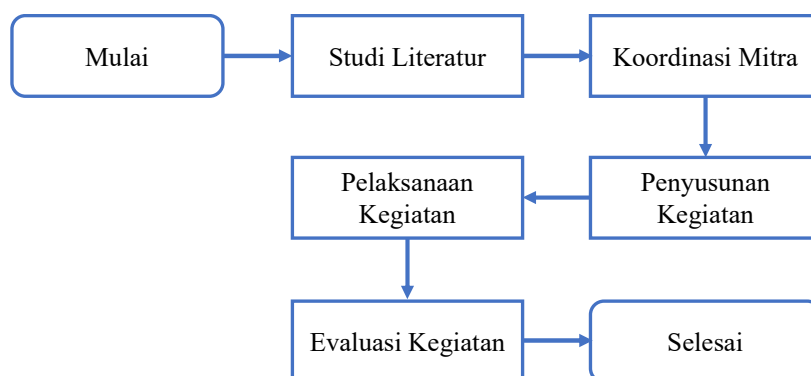 Mulai
Studi Literatur
Koordinasi Mitra
Penyusunan
Kegiatan
Pelaksanaan
Kegiatan
Evaluasi Kegiatan
Selesai